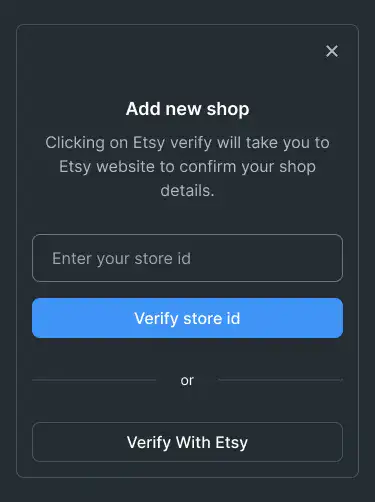 Add new shop
Clicking on Etsy verify will take you to
Etsy website to confirm your shop
details.
Enter your store id
Verify store id
or
Verify With Etsy